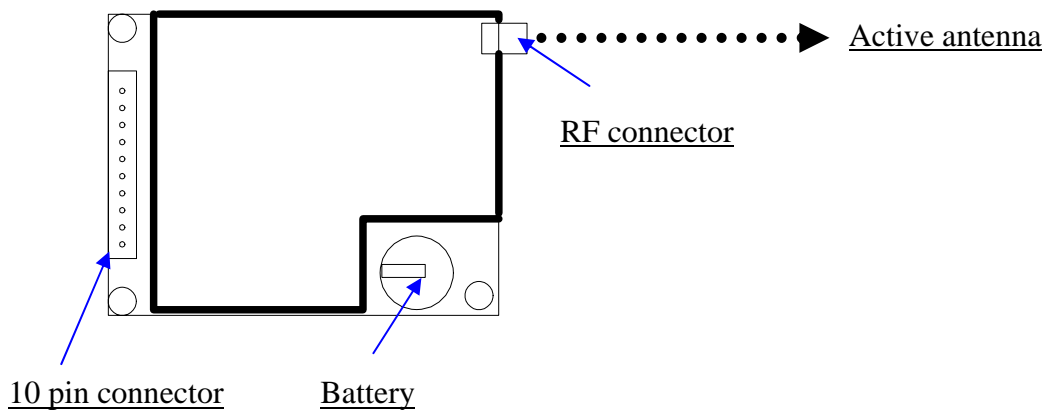 Active antenna
RF connector
10 pin connector
Battery